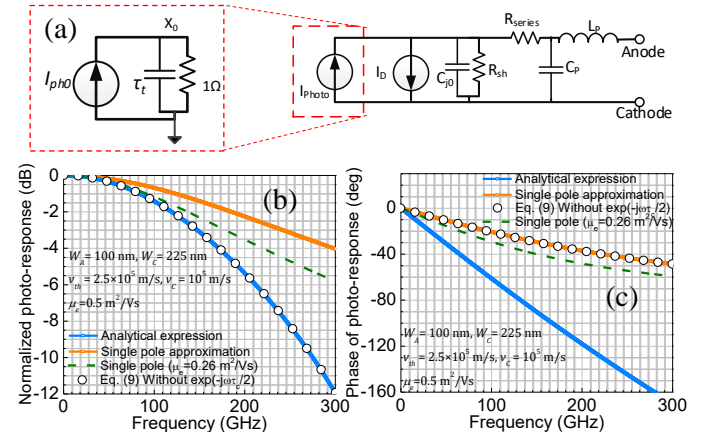 (a)
X0
Iph0
τt
1Ω
IPhoto
ID
Cj0
Rsh
Rseries
LP
CP
Anode
Cathode
(b)
Normalized photo-response (dB)
0
-2
-4
-6
-8
-10
-12
WA = 100 nm, WC = 225 nm
vth = 2.5×10^5 m/s, vc = 10^5 m/s
μe=0.5 m^2/Vs
Analytical expression
Single pole approximation
Single pole (μe=0.26 m^2/Vs)
Eq. (9) Without exp(-jωτc/2)
0 100 200 300
Frequency (GHz)
(c)
Phase of photo-response (deg)
0
-40
-80
-120
-160
Analytical expression
Single pole approximation
Eq. (9) Without exp(-jωτc/2)
Single pole (μe=0.26 m^2/Vs)
WA = 100 nm, WC = 225 nm
vth = 2.5×10^5 m/s, vc = 10^5 m/s
μe=0.5 m^2/Vs
0 100 200 300
Frequency (GHz)